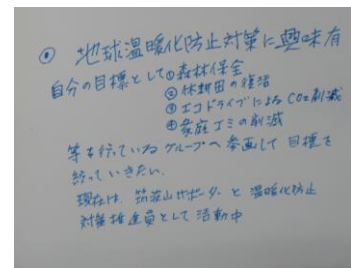 ◎ 地球温暖化防止対策に興味有
自分の目標として①森林保全
②休耕田の復活
③エコドライブによるCO2削減
④家庭ゴミの削減
等を行っているグループへ参画して目標を
絞っていきたい。
現在は、筑波山サポーターと温暖化防止
対策推進員として活動中